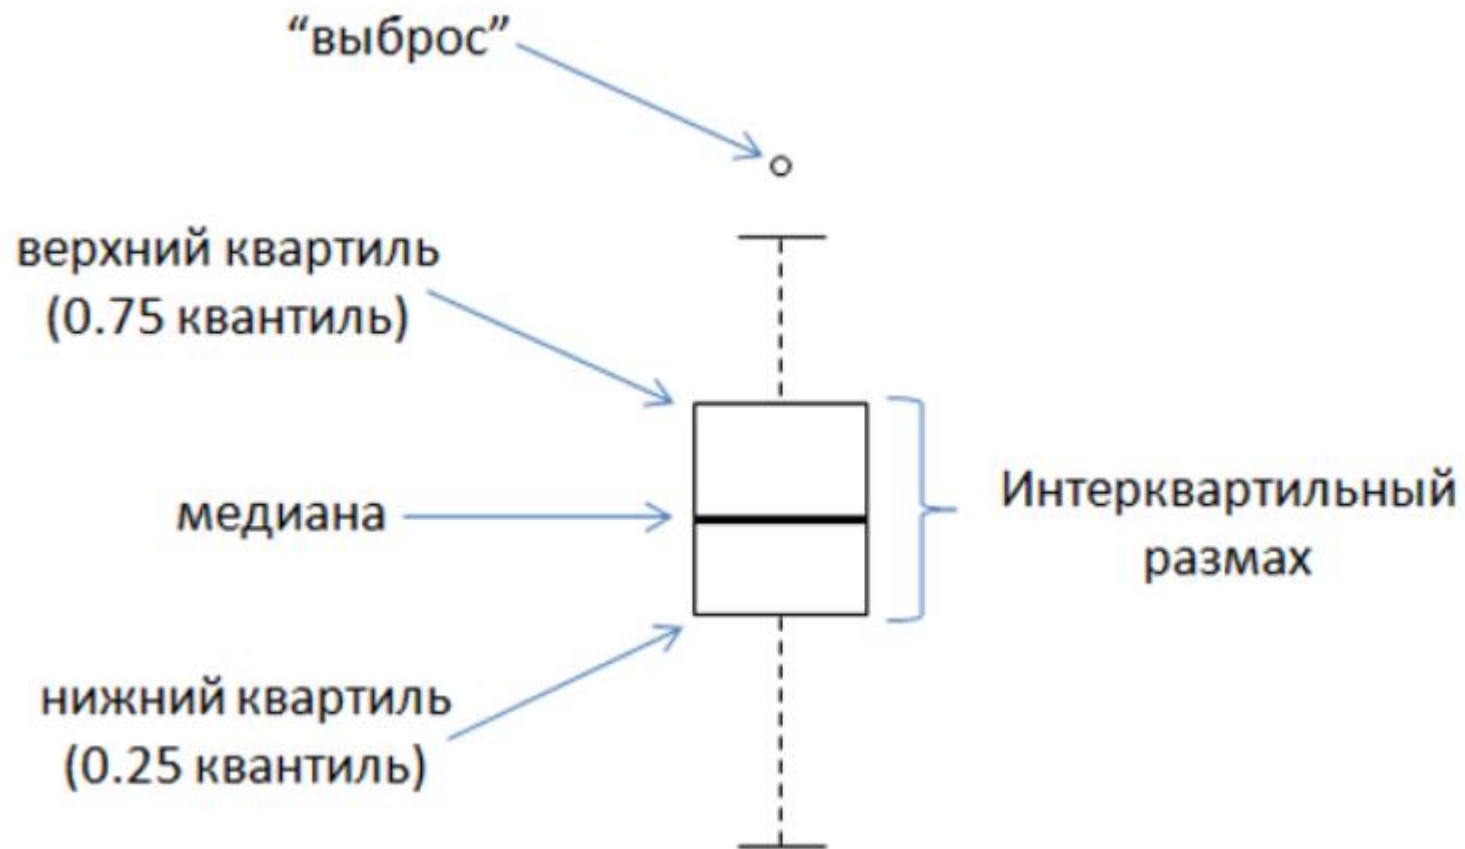 “выброс”
верхний квартиль
(0.75 квантиль)
медиана
Интерквартильный
размах
нижний квартиль
(0.25 квантиль)